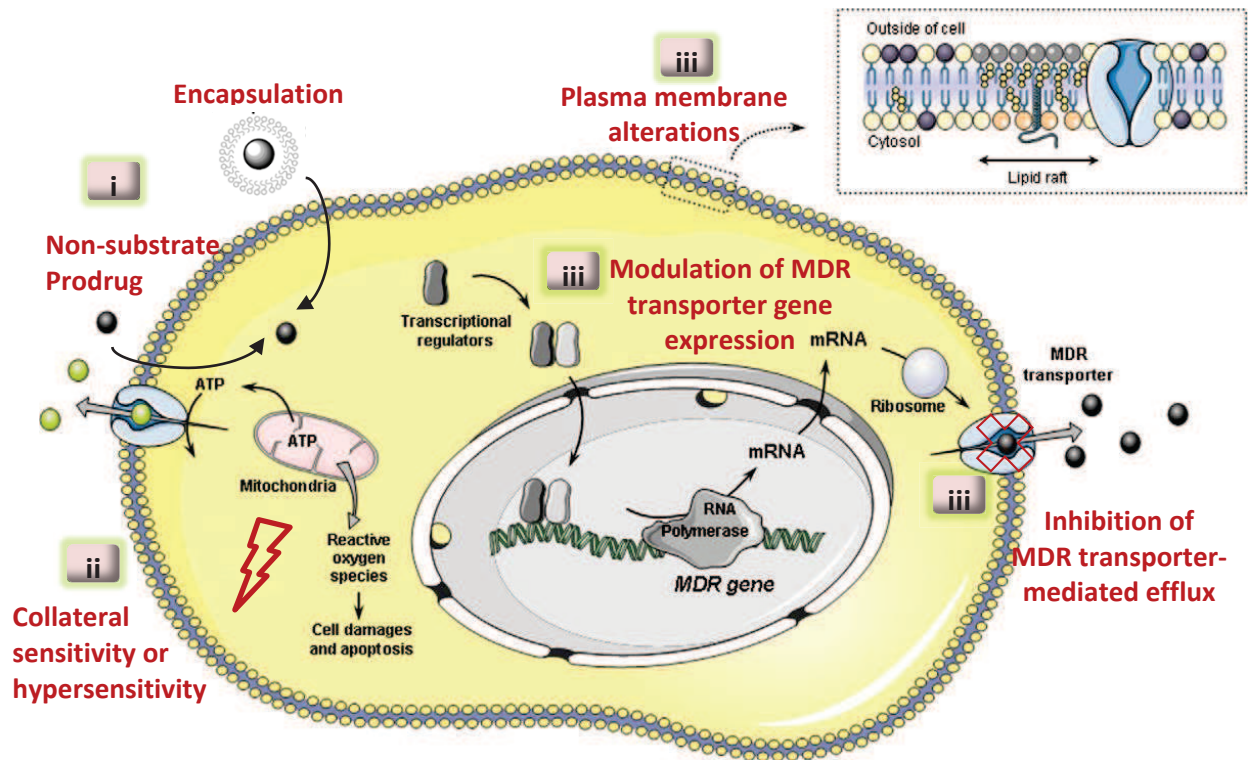 Encapsulation
i
Non-substrate
Prodrug
iii
Plasma membrane
alterations
Outside of cell
Cytosol
Lipid raft
iii
Modulation of MDR
transporter gene
expression
Transcriptional
regulators
mRNA
Ribosome
MDR
transporter
ATP
ATP
Mitochondria
Reactive
oxygen
species
Cell damages
and apoptosis
mRNA
RNA
Polymerase
MDR gene
ii
Collateral
sensitivity or
hypersensitivity
iii
Inhibition of
MDR transporter-
mediated efflux